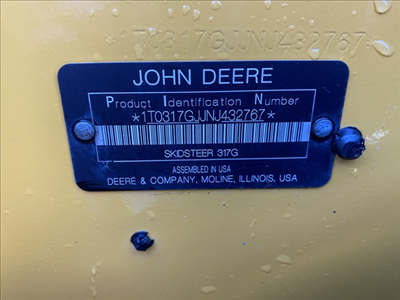 *1T0317GJJNJ432767*
JOHN DEERE
Product Identification Number
*1T0317GJJNJ432767*
SKIDSTEER 317G
ASSEMBLED IN USA
DEERE & COMPANY, MOLINE, ILLINOIS, USA